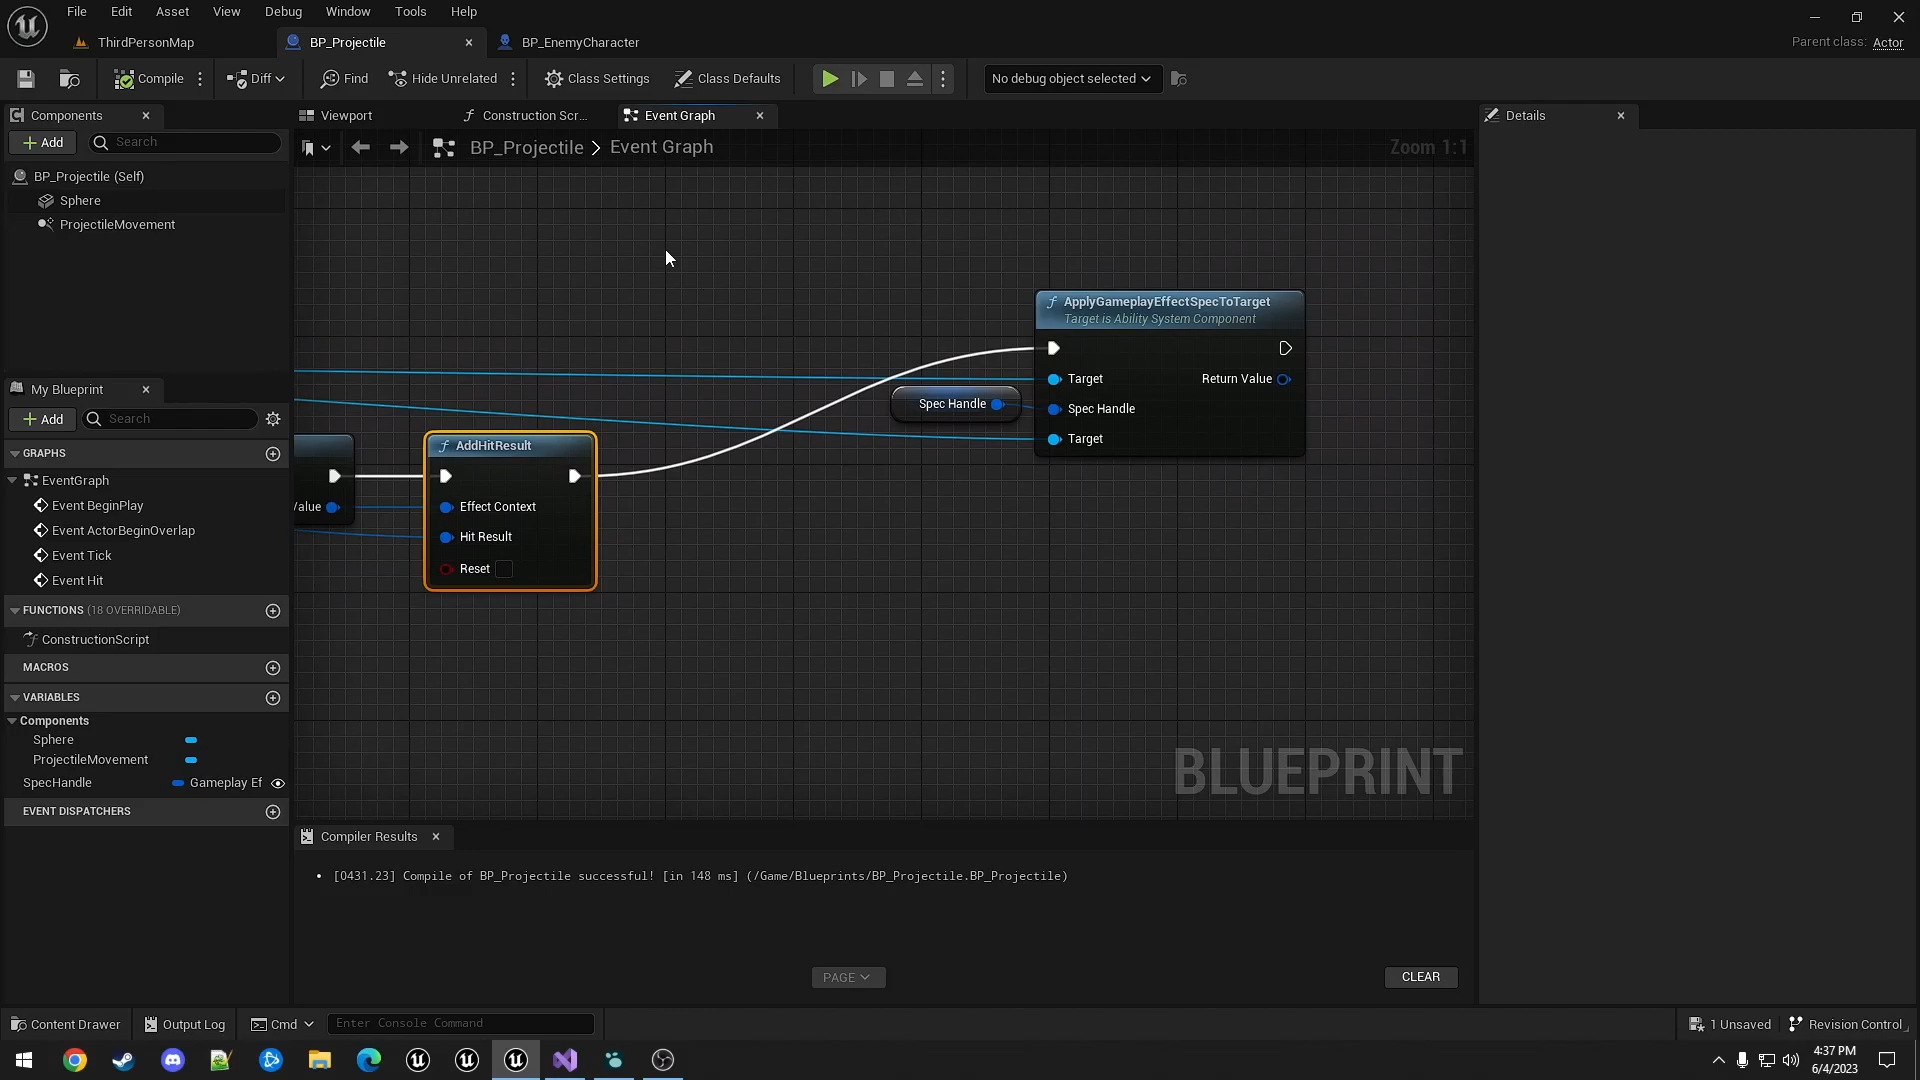 File Edit View Asset Debug Window Tools Help
ThirdPersonMap
BP_Projectile
BP_EnemyCharacter
Parent class: Actor
Compile
Diff
Find
Hide Unrelated
Class Settings
Class Defaults
No debug object selected
Components
Add
Search
BP_Projectile (Self)
Sphere
ProjectileMovement
My Blueprint
Add
Search
GRAPHS
EventGraph
Event BeginPlay
Event ActorBeginOverlap
Event Tick
Event Hit
FUNCTIONS (18 OVERRIDABLE)
ConstructionScript
MACROS
VARIABLES
Components
Sphere
ProjectileMovement
SpecHandle Gameplay Ef
EVENT DISPATCHERS
Viewport
Construction Scr...
Event Graph
BP_Projectile > Event Graph
Zoom 1:1
ApplyGameplayEffectSpecToTarget
Target is Ability System Component
Target Return Value
Spec Handle
Spec Handle
Target
AddHitResult
Value
Effect Context
Hit Result
Reset
BLUEPRINT
Details
Compiler Results
[0431.23] Compile of BP_Projectile successful! [in 148 ms] (/Game/Blueprints/BP_Projectile.BP_Projectile)
PAGE
CLEAR
Content Drawer
Output Log
Cmd
Enter Console Command
1 Unsaved
Revision Control
4:37 PM
6/4/2023